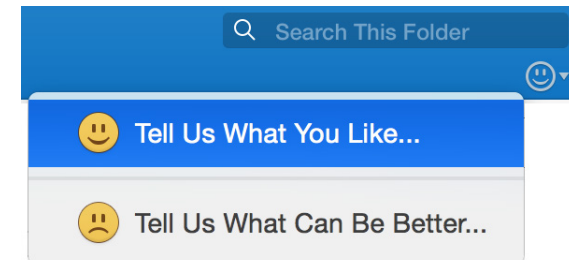 Search This Folder
Tell Us What You Like...
Tell Us What Can Be Better...